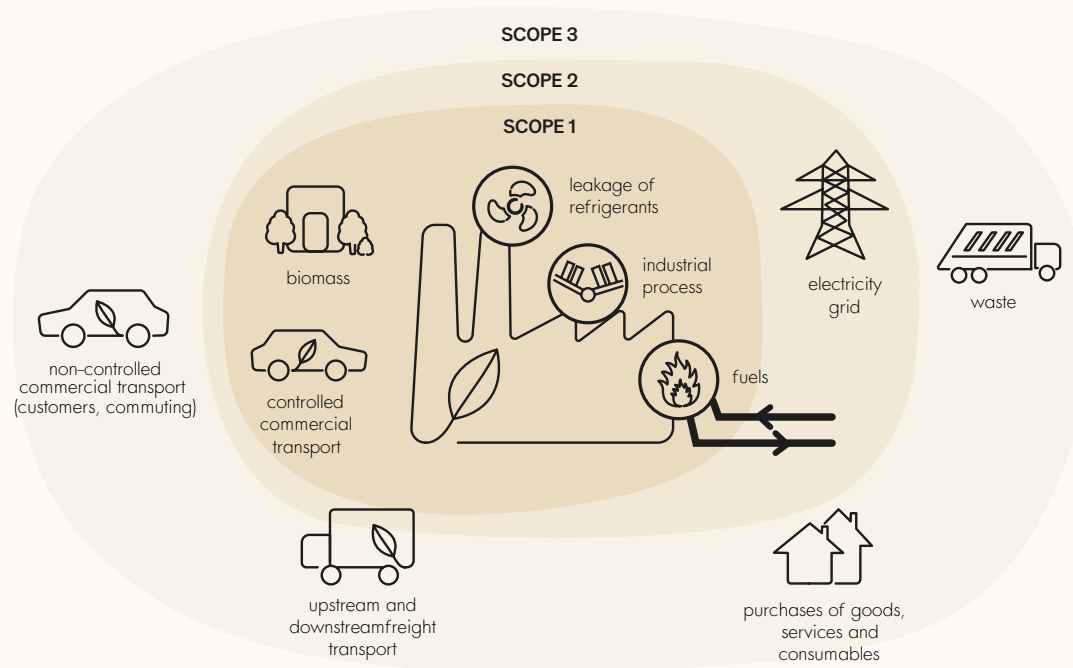 SCOPE 3
SCOPE 2
SCOPE 1
leakage of
refrigerants
industrial
process
biomass
electricity
grid
waste
non-controlled
commercial transport
(customers, commuting)
controlled
commercial
transport
fuels
upstream and
downstreamfreight
transport
purchases of goods,
services and
consumables